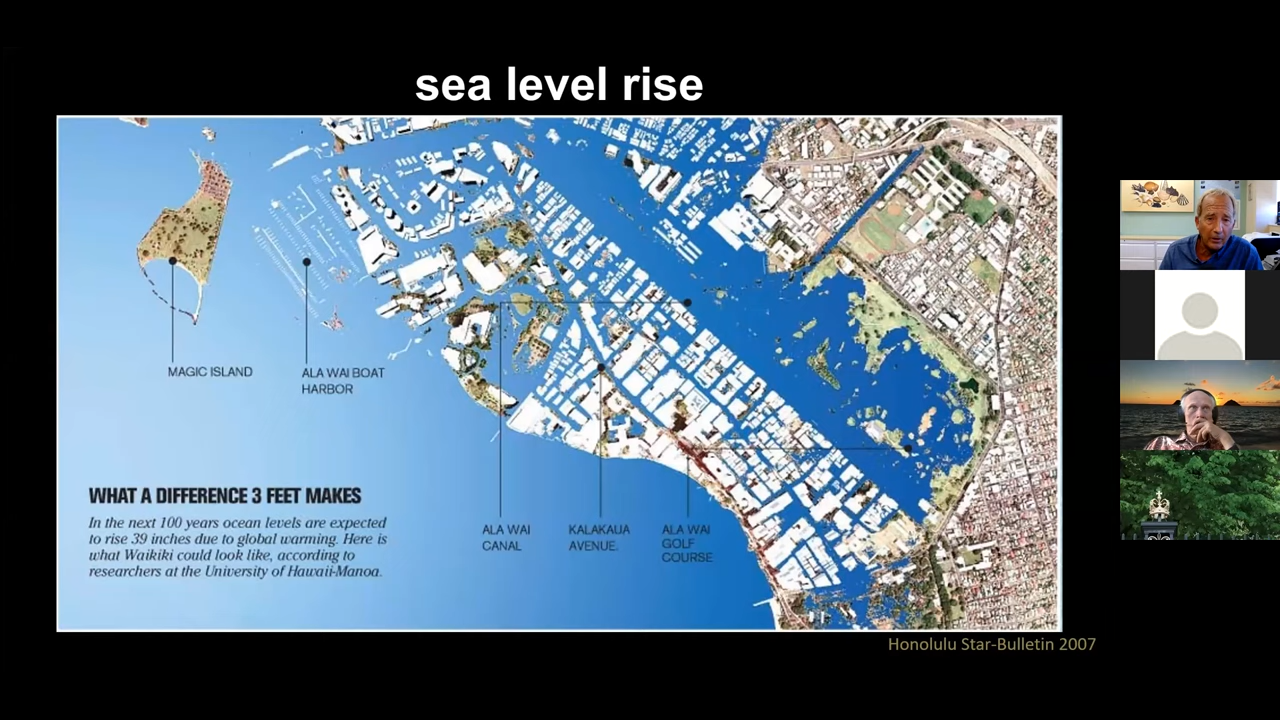 sea level rise
MAGIC ISLAND
ALA WAI BOAT
HARBOR
WHAT A DIFFERENCE 3 FEET MAKES
In the next 100 years ocean levels are expected
to rise 39 inches due to global warming. Here is
what Waikiki could look like, according to
researchers at the University of Hawaii-Manoa.
ALA WAI
CANAL
KALAKAUA
AVENUE.
ALA WAI
GOLF
COURSE
Honolulu Star-Bulletin 2007